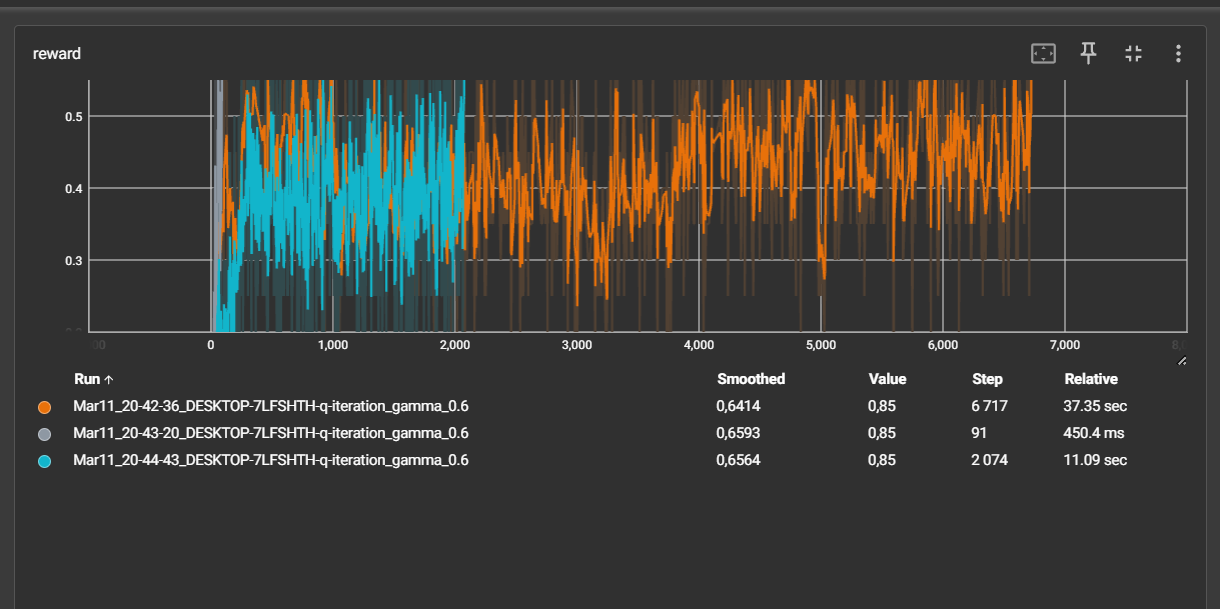 reward
0.5
0.4
0.3
0 1,000 2,000 3,000 4,000 5,000 6,000 7,000
Run Smoothed Value Step Relative
Mar11_20-42-36_DESKTOP-7LFSHTH-q-iteration_gamma_0.6 0,6414 0,85 6 717 37.35 sec
Mar11_20-43-20_DESKTOP-7LFSHTH-q-iteration_gamma_0.6 0,6593 0,85 91 450.4 ms
Mar11_20-44-43_DESKTOP-7LFSHTH-q-iteration_gamma_0.6 0,6564 0,85 2 074 11.09 sec